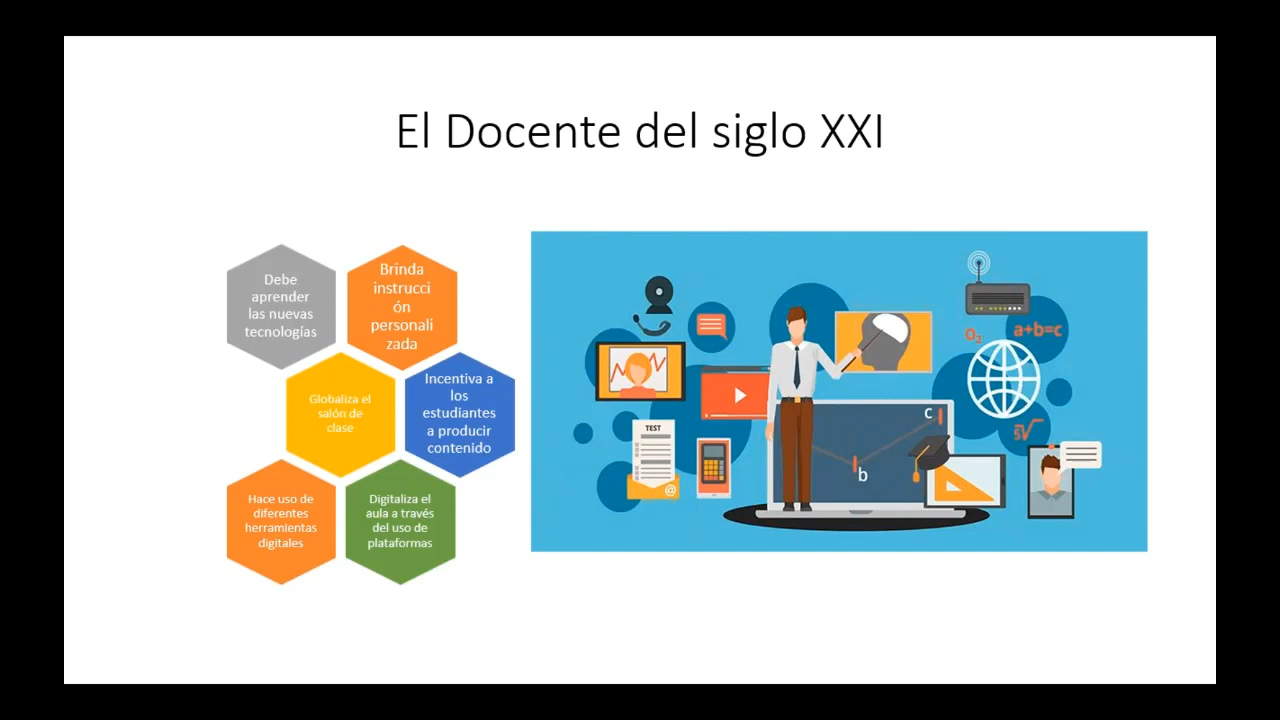 El Docente del siglo XXI
Debe
aprender
las nuevas
tecnologías
Brinda
instrucci
ón
personali
zada
Globaliza el
salón de
clase
Incentiva a
los
estudiantes
a producir
contenido
Hace uso de
diferentes
herramientas
digitales
Digitaliza el
aula a través
del uso de
plataformas
O₂
a+b=c
5√
c
b
TEST
@